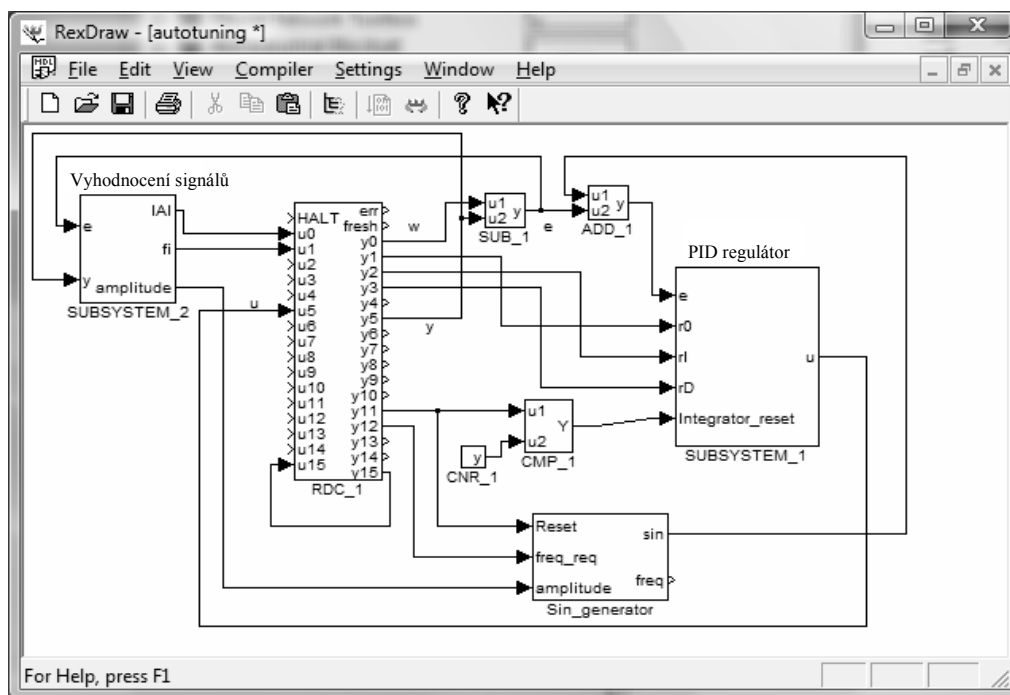 RexDraw - [autotuning *]
File Edit View Compiler Settings Window Help
Vyhodnocení signálů
e
y
IAI
fi
amplitude
SUBSYSTEM_2
u
HALT
u0
u1
u2
u3
u4
u5
u6
u7
u8
u9
u10
u11
u12
u13
u14
u15
err
fresh
y0
y1
y2
y3
y4
y5
y6
y7
y8
y9
y10
y11
y12
y13
y14
y15
RDC_1
w
y
u1
u2
y
SUB_1
e
u1
u2
y
ADD_1
PID regulátor
e
r0
rI
rD
Integrator_reset
u
SUBSYSTEM_1
u1
u2
Y
CMP_1
y
CNR_1
Reset
freq_req
amplitude
sin
freq
Sin_generator
For Help, press F1